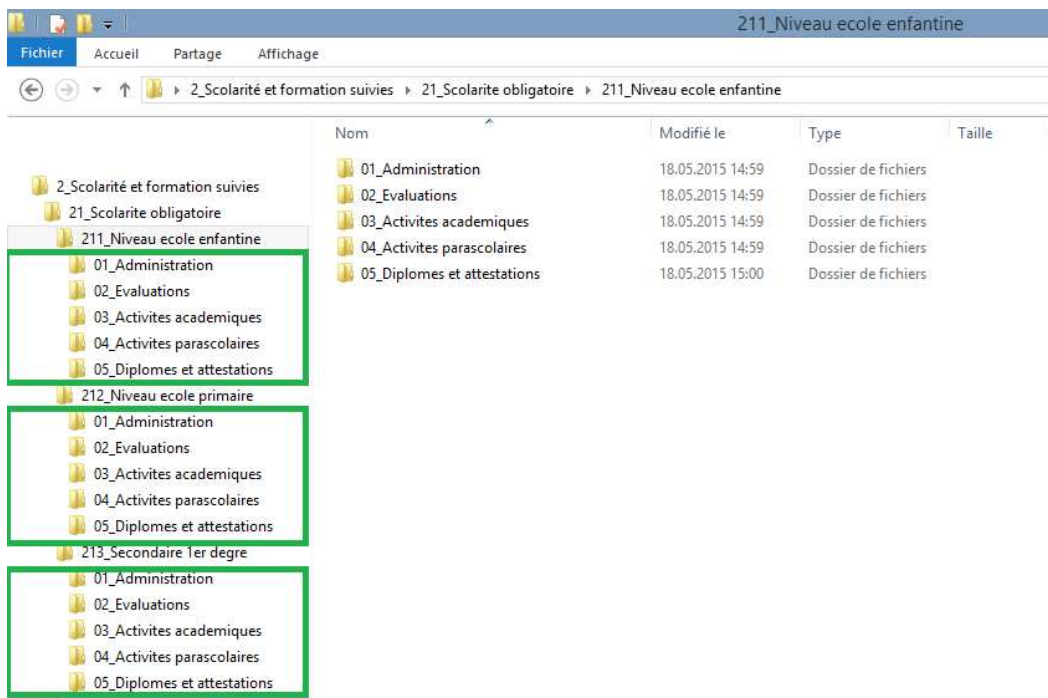 211_Niveau ecole enfantine
Fichier Accueil Partage Affichage
2_Scolarité et formation suivies 21_Scolarite obligatoire 211_Niveau ecole enfantine
Nom Modifié le Type Taille
01_Administration 18.05.2015 14:59 Dossier de fichiers
02_Evaluations 18.05.2015 14:59 Dossier de fichiers
03_Activites academiques 18.05.2015 14:59 Dossier de fichiers
04_Activites parascolaires 18.05.2015 14:59 Dossier de fichiers
05_Diplomes et attestations 18.05.2015 15:00 Dossier de fichiers
2_Scolarité et formation suivies
21_Scolarite obligatoire
211_Niveau ecole enfantine
01_Administration
02_Evaluations
03_Activites academiques
04_Activites parascolaires
05_Diplomes et attestations
212_Niveau ecole primaire
01_Administration
02_Evaluations
03_Activites academiques
04_Activites parascolaires
05_Diplomes et attestations
213_Secondaire 1er degre
01_Administration
02_Evaluations
03_Activites academiques
04_Activites parascolaires
05_Diplomes et attestations